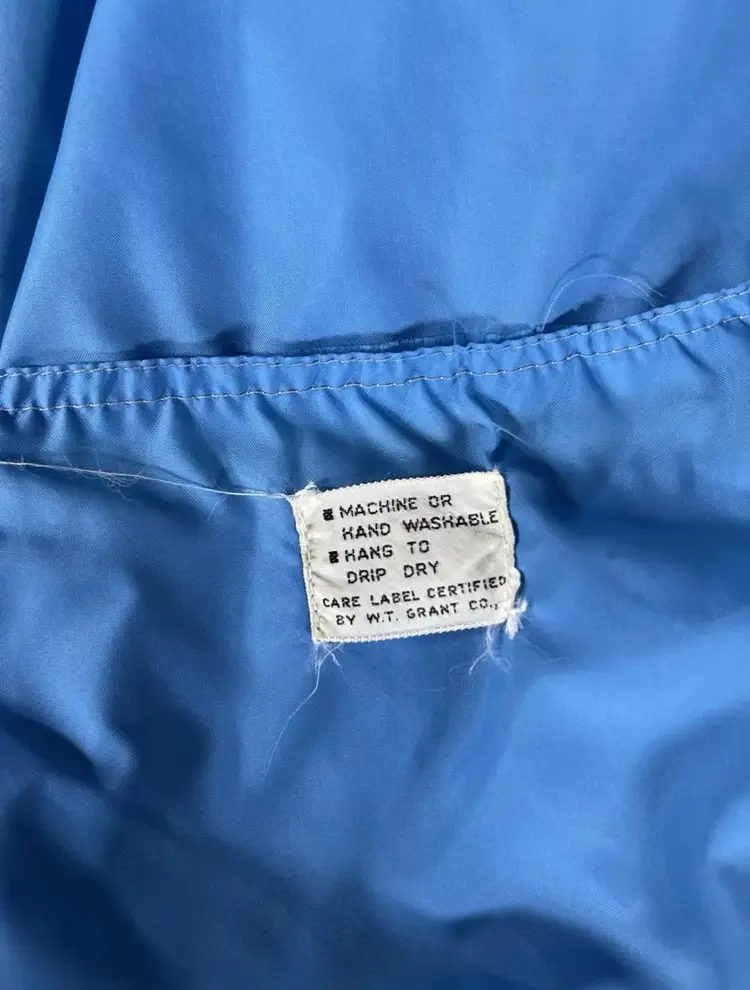 MACHINE OR
HAND WASHABLE
HANG TO
DRIP DRY
CARE LABEL CERTIFIED
BY W.T. GRANT CO.,